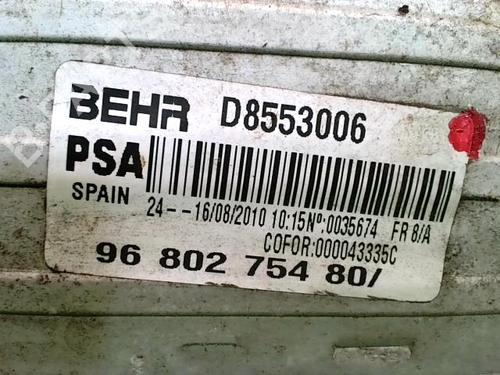 BEHR D8553006
PSA
SPAIN
24 -- 16/08/2010 10:15 Nº:0035674 FR 8/A
COFOR:000043335C
96 802 754 80/